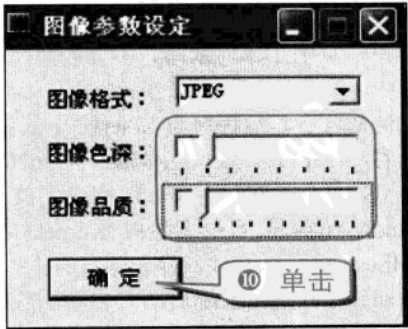 图像参数设定
图像格式： JPEG
图像色深：
图像品质：
确 定
⑩ 单击